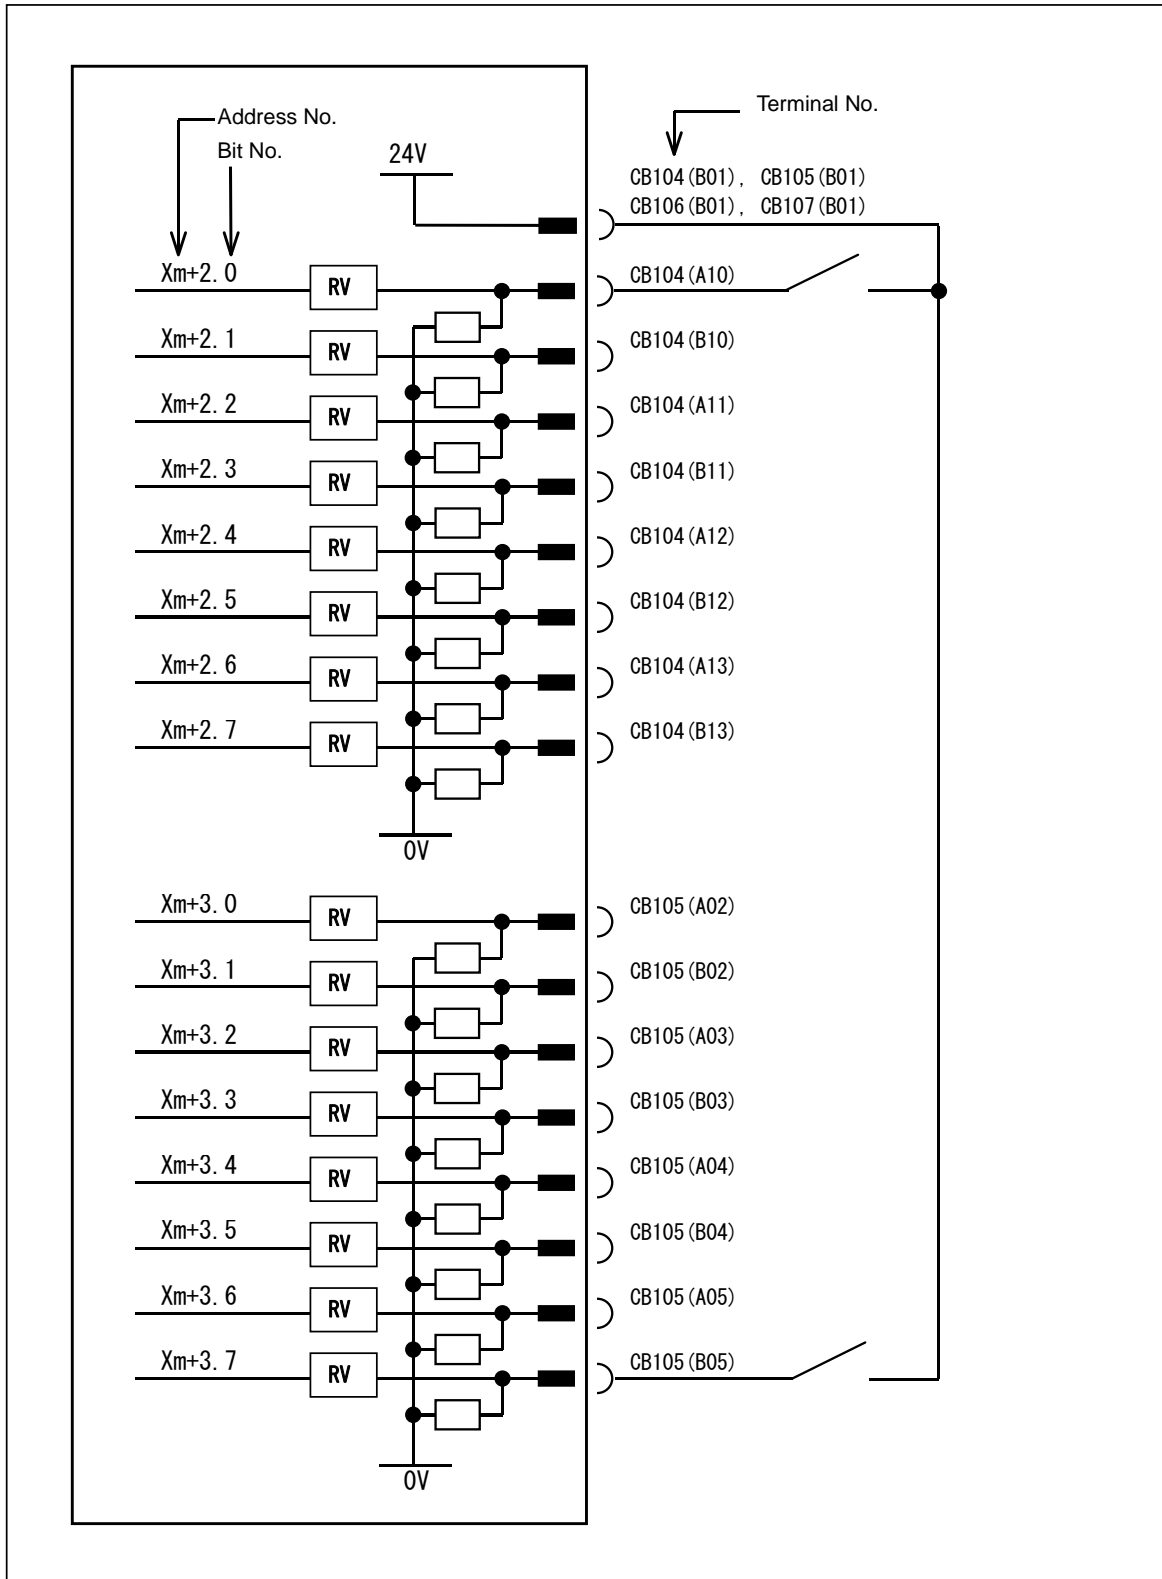 Address No.
Terminal No.
Bit No.
24V
CB104(B01), CB105(B01)
CB106(B01), CB107(B01)
Xm+2.0 RV CB104(A10)
Xm+2.1 RV CB104(B10)
Xm+2.2 RV CB104(A11)
Xm+2.3 RV CB104(B11)
Xm+2.4 RV CB104(A12)
Xm+2.5 RV CB104(B12)
Xm+2.6 RV CB104(A13)
Xm+2.7 RV CB104(B13)
0V
Xm+3.0 RV CB105(A02)
Xm+3.1 RV CB105(B02)
Xm+3.2 RV CB105(A03)
Xm+3.3 RV CB105(B03)
Xm+3.4 RV CB105(A04)
Xm+3.5 RV CB105(B04)
Xm+3.6 RV CB105(A05)
Xm+3.7 RV CB105(B05)
0V